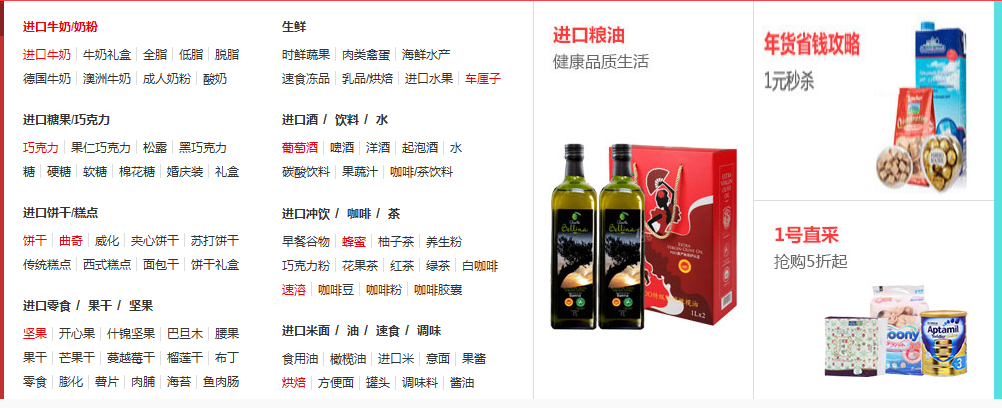 进口牛奶/奶粉
进口牛奶 牛奶礼盒 全脂 低脂 脱脂
德国牛奶 澳洲牛奶 成人奶粉 酸奶
进口糖果/巧克力
巧克力 果仁巧克力 松露 黑巧克力
糖 硬糖 软糖 棉花糖 婚庆装 礼盒
进口饼干/糕点
饼干 曲奇 威化 夹心饼干 苏打饼干
传统糕点 西式糕点 面包干 饼干礼盒
进口零食 / 果干 / 坚果
坚果 开心果 什锦坚果 巴旦木 腰果
果干 芒果干 蔓越莓干 榴莲干 布丁
零食 膨化 薯片 肉脯 海苔 鱼肉肠
生鲜
时鲜蔬果 肉类禽蛋 海鲜水产
速食冻品 乳品/烘焙 进口水果 车厘子
进口酒 / 饮料 / 水
葡萄酒 啤酒 洋酒 起泡酒 水
碳酸饮料 果蔬汁 咖啡/茶饮料
进口冲饮 / 咖啡 / 茶
早餐谷物 蜂蜜 柚子茶 养生粉
巧克力粉 花果茶 红茶 绿茶 白咖啡
速溶 咖啡豆 咖啡粉 咖啡胶囊
进口米面 / 油 / 速食 / 调味
食用油 橄榄油 进口米 意面 果酱
烘焙 方便面 罐头 调味料 酱油
进口粮油
健康品质生活
Bellina
EXTRA
VIRGIN OLIVE OIL
1Lx2
年货省钱攻略
1元秒杀
1号直采
抢购5折起
moony
Aptamil
3